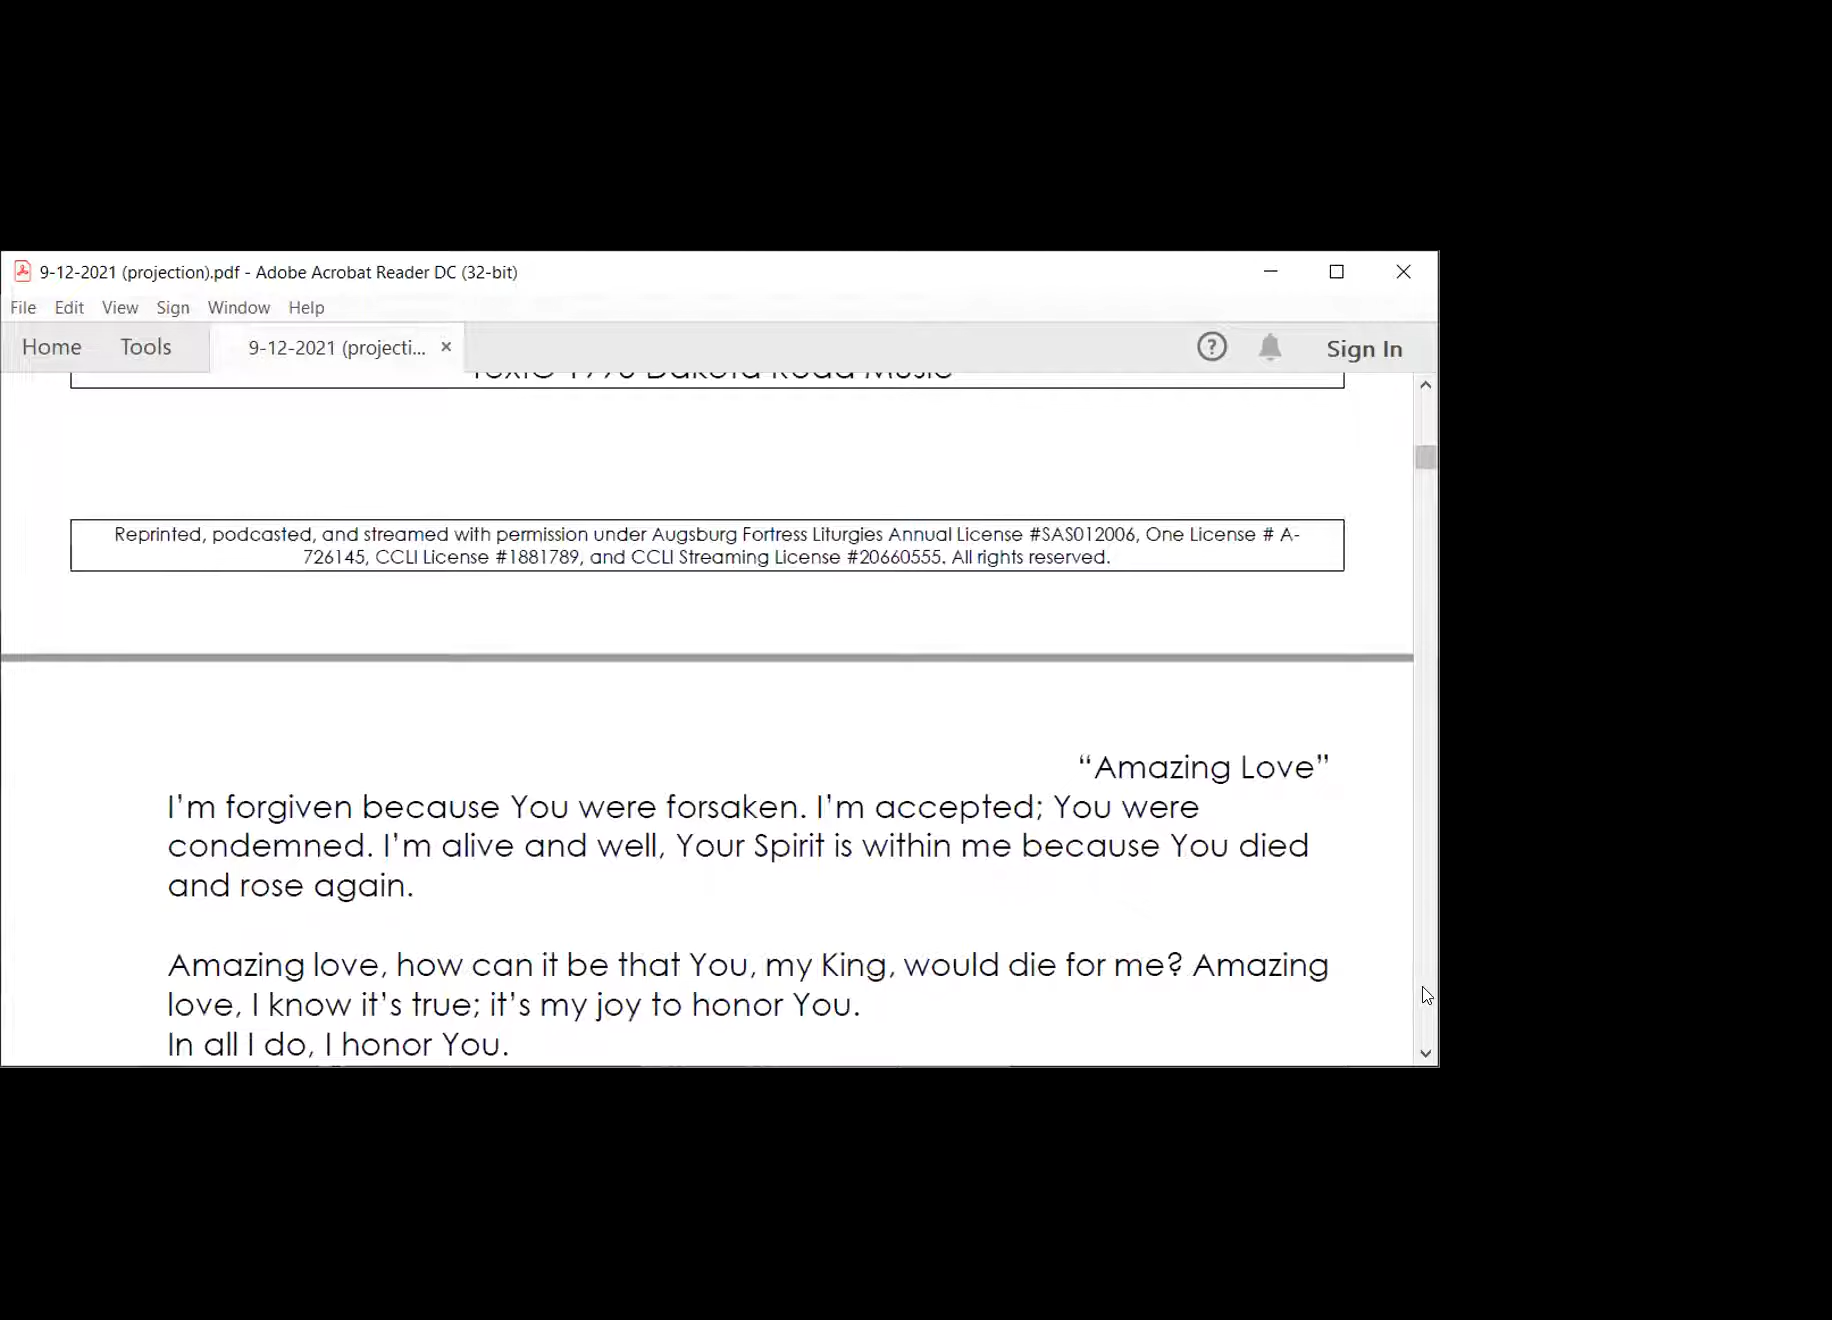 9-12-2021 (projection).pdf - Adobe Acrobat Reader DC (32-bit)
File Edit View Sign Window Help
Home Tools 9-12-2021 (projecti... × ? Sign In
Text© 1996 Dakota Road Music
Reprinted, podcasted, and streamed with permission under Augsburg Fortress Liturgies Annual License #SAS012006, One License # A-
726145, CCLI License #1881789, and CCLI Streaming License #20660555. All rights reserved.
“Amazing Love”
I’m forgiven because You were forsaken. I’m accepted; You were
condemned. I’m alive and well, Your Spirit is within me because You died
and rose again.
Amazing love, how can it be that You, my King, would die for me? Amazing
love, I know it’s true; it’s my joy to honor You.
In all I do, I honor You.